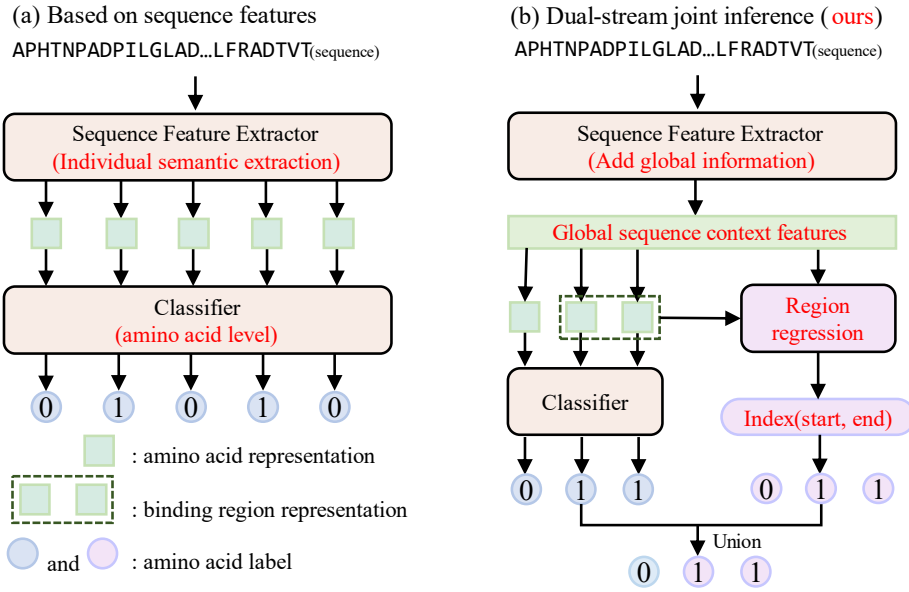 (a) Based on sequence features
APHTNPADPILGLAD…LFRADTVT(sequence)
Sequence Feature Extractor
(Individual semantic extraction)
Classifier
(amino acid level)
0 1 0 1 0
: amino acid representation
: binding region representation
and : amino acid label
(b) Dual-stream joint inference (ours)
APHTNPADPILGLAD…LFRADTVT(sequence)
Sequence Feature Extractor
(Add global information)
Global sequence context features
Region
regression
Classifier
Index(start, end)
0 1 1
0 1 1
Union
0 1 1